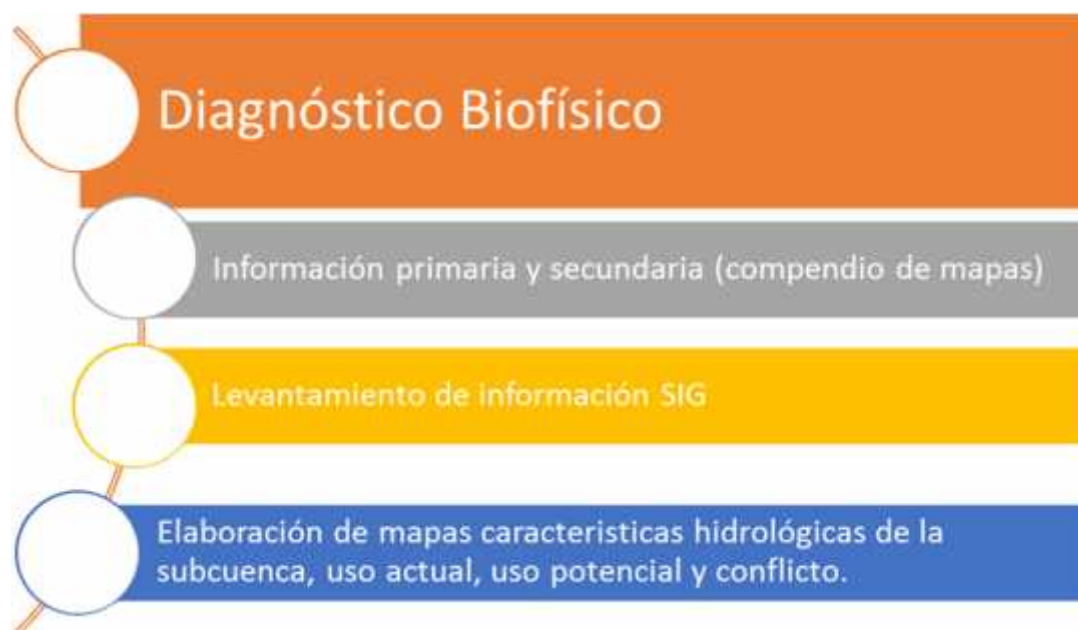 Diagnóstico Biofísico
Información primaria y secundaria (compendio de mapas)
Levantamiento de información SIG
Elaboración de mapas caracteristicas hidrológicas de la
subcuenca, uso actual, uso potencial y conflicto.